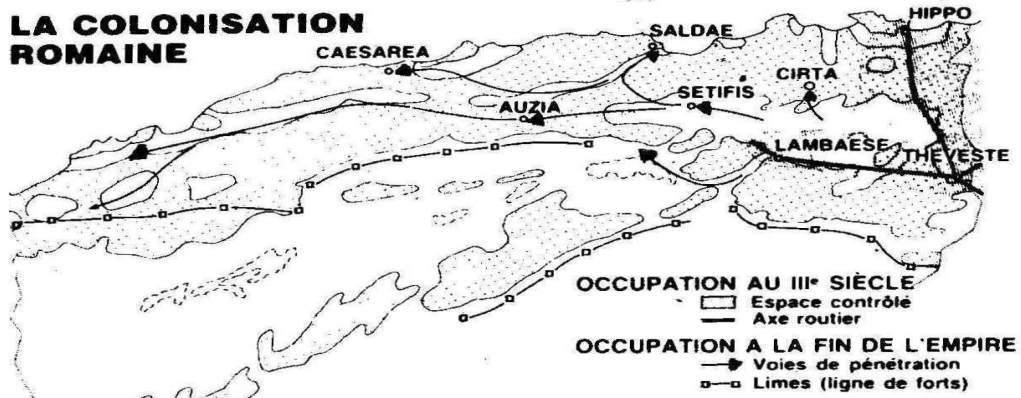 LA COLONISATION
ROMAINE
HIPPO
SALDAE
CAESAREA
CIRTA
SETIFIS
AUZIA
LAMBAESE
THEVESTE
OCCUPATION AU IIIe SIÈCLE
Espace contrôlé
Axe routier
OCCUPATION A LA FIN DE L'EMPIRE
Voies de pénétration
Limes (ligne de forts)